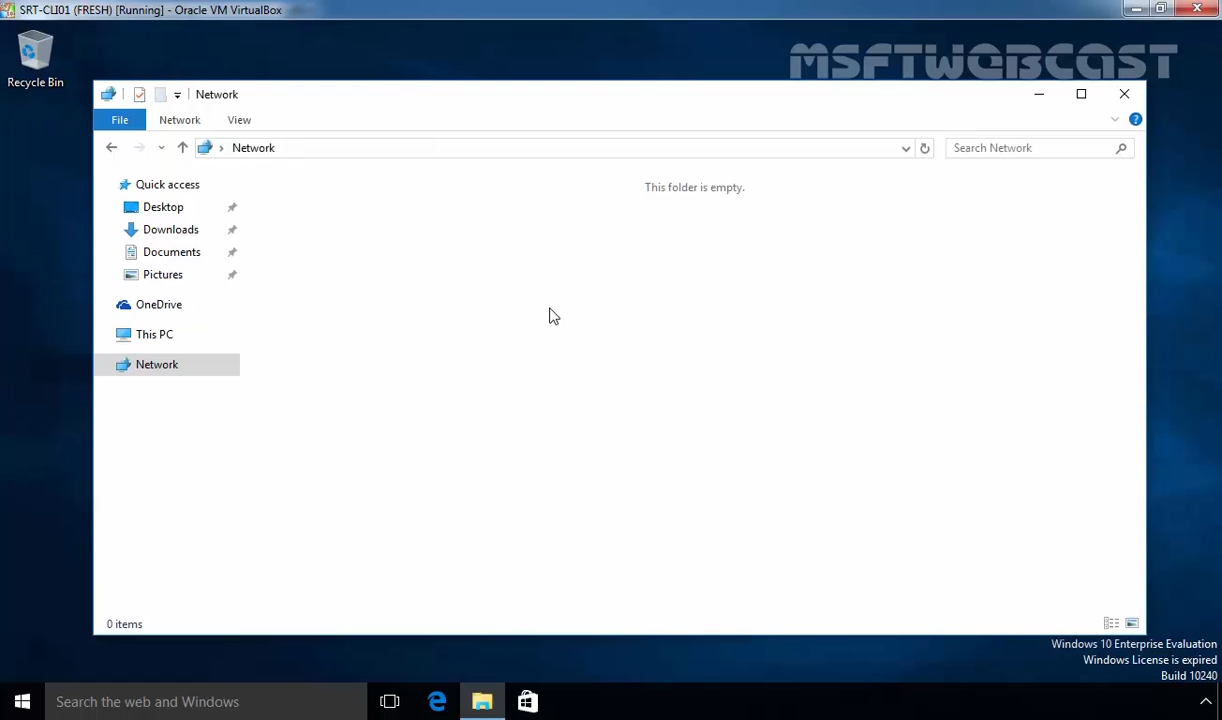 SRT-CLI01 (FRESH) [Running] - Oracle VM VirtualBox
MSFTWEBCAST
Recycle Bin
Network
File Network View
Network
Search Network
Quick access
This folder is empty.
Desktop
Downloads
Documents
Pictures
OneDrive
This PC
Network
0 items
Windows 10 Enterprise Evaluation
Windows License is expired
Build 10240
Search the web and Windows